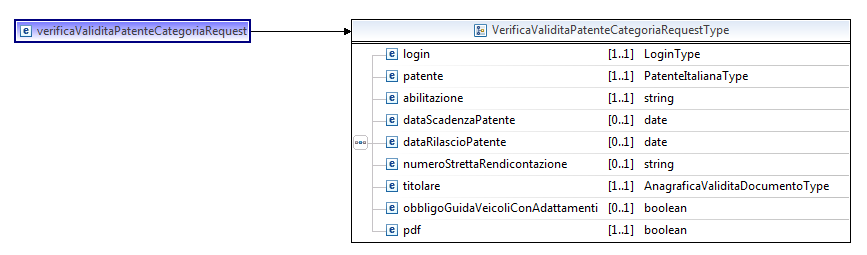 e verificaValiditaPatenteCategoriaRequest
VerificaValiditaPatenteCategoriaRequestType
e login [1..1] LoginType
e patente [1..1] PatenteItalianaType
e abilitazione [1..1] string
e dataScadenzaPatente [0..1] date
e dataRilascioPatente [0..1] date
e numeroStrettaRendicontazione [0..1] string
e titolare [1..1] AnagraficaValiditaDocumentoType
e obbligoGuidaVeicoliConAdattamenti [0..1] boolean
e pdf [1..1] boolean